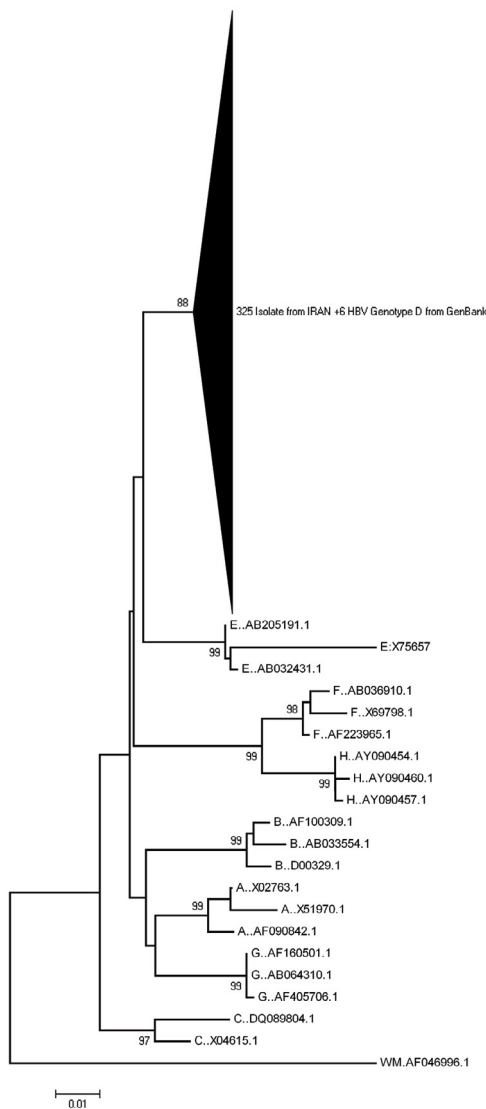 88
325 Isolate from IRAN +6 HBV Genotype D from GenBank
E..AB205191.1
99
E:X75657
E..AB032431.1
F..AB036910.1
98
F..X69798.1
F..AF223965.1
99
H..AY090454.1
99
H..AY090460.1
H..AY090457.1
B..AF100309.1
99
B..AB033554.1
B..D00329.1
A..X02763.1
99
A..X51970.1
A..AF090842.1
G..AF160501.1
G..AB064310.1
99
G..AF405706.1
C..DQ089804.1
97
C..X04615.1
WM.AF046996.1
0.01